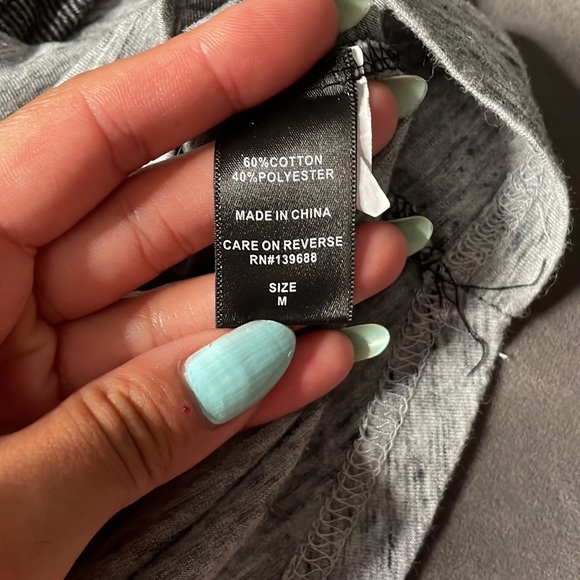 60%COTTON
40%POLYESTER
MADE IN CHINA
CARE ON REVERSE
RN#139688
SIZE
M